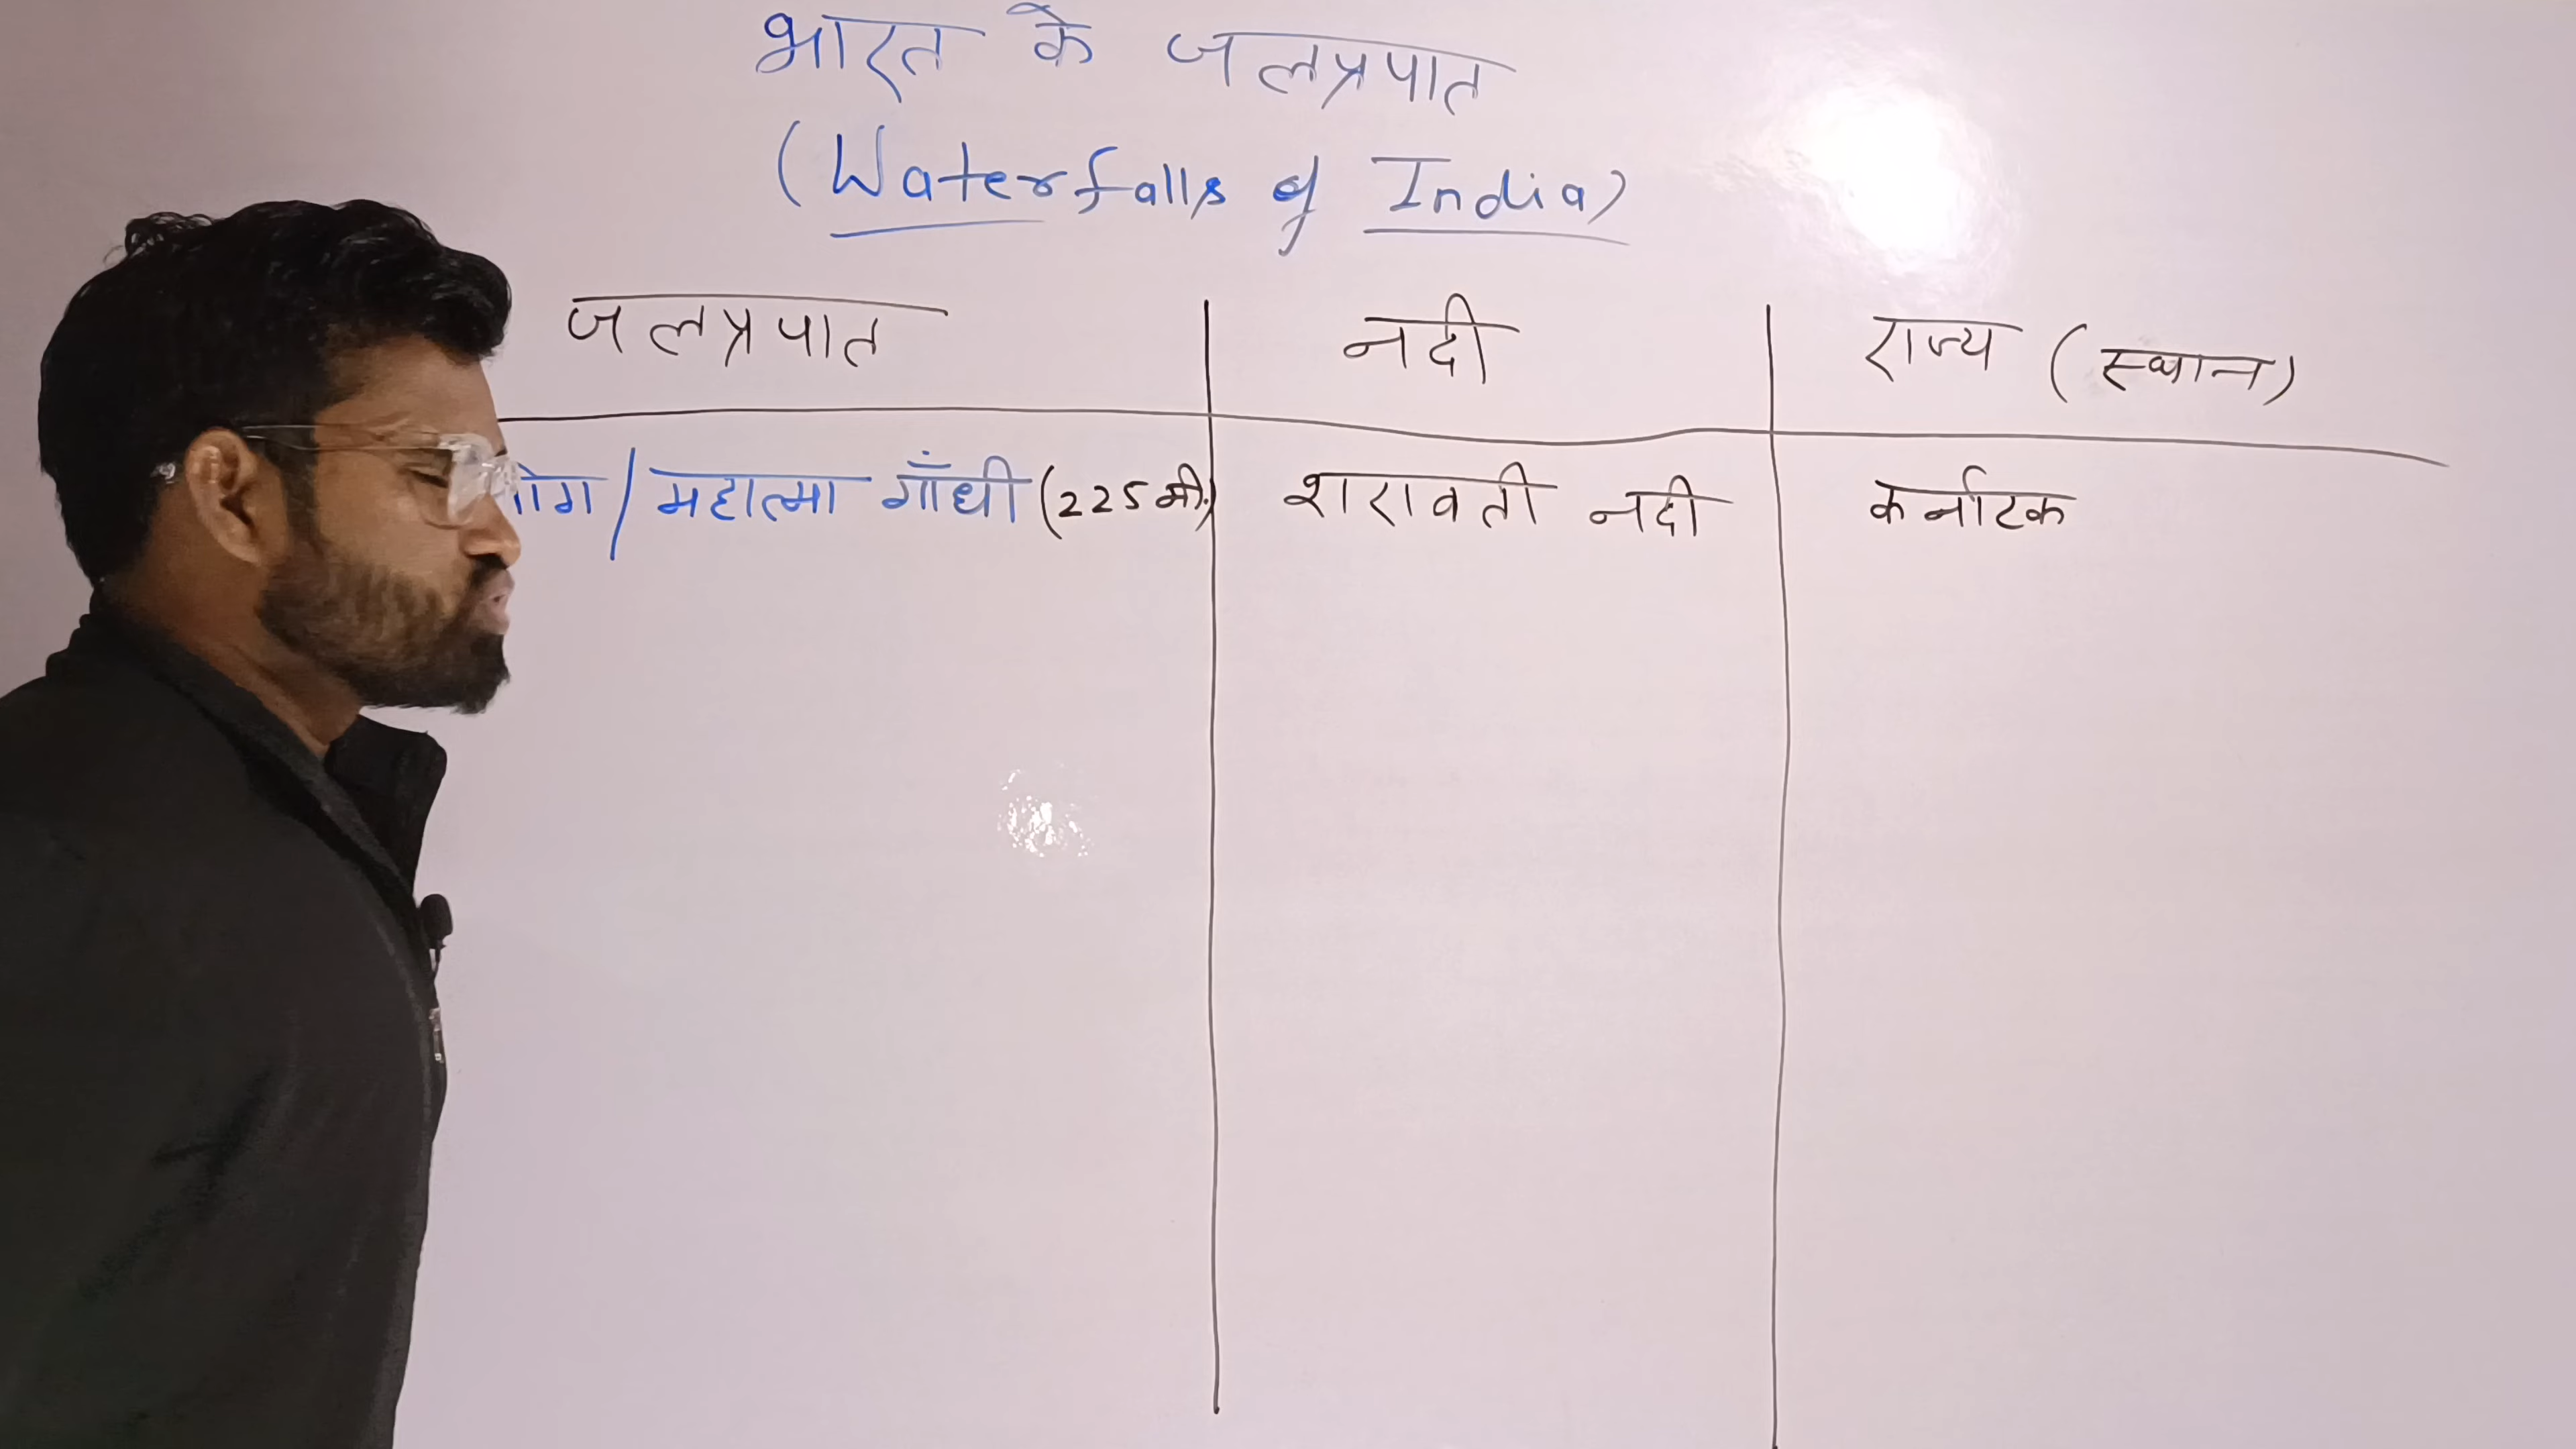 भारत के जलप्रपात
(Waterfalls of India)
जलप्रपात नदी राज्य (स्थान)
/ महात्मा गाँधी (225 मी.) शरावती नदी कर्नाटक